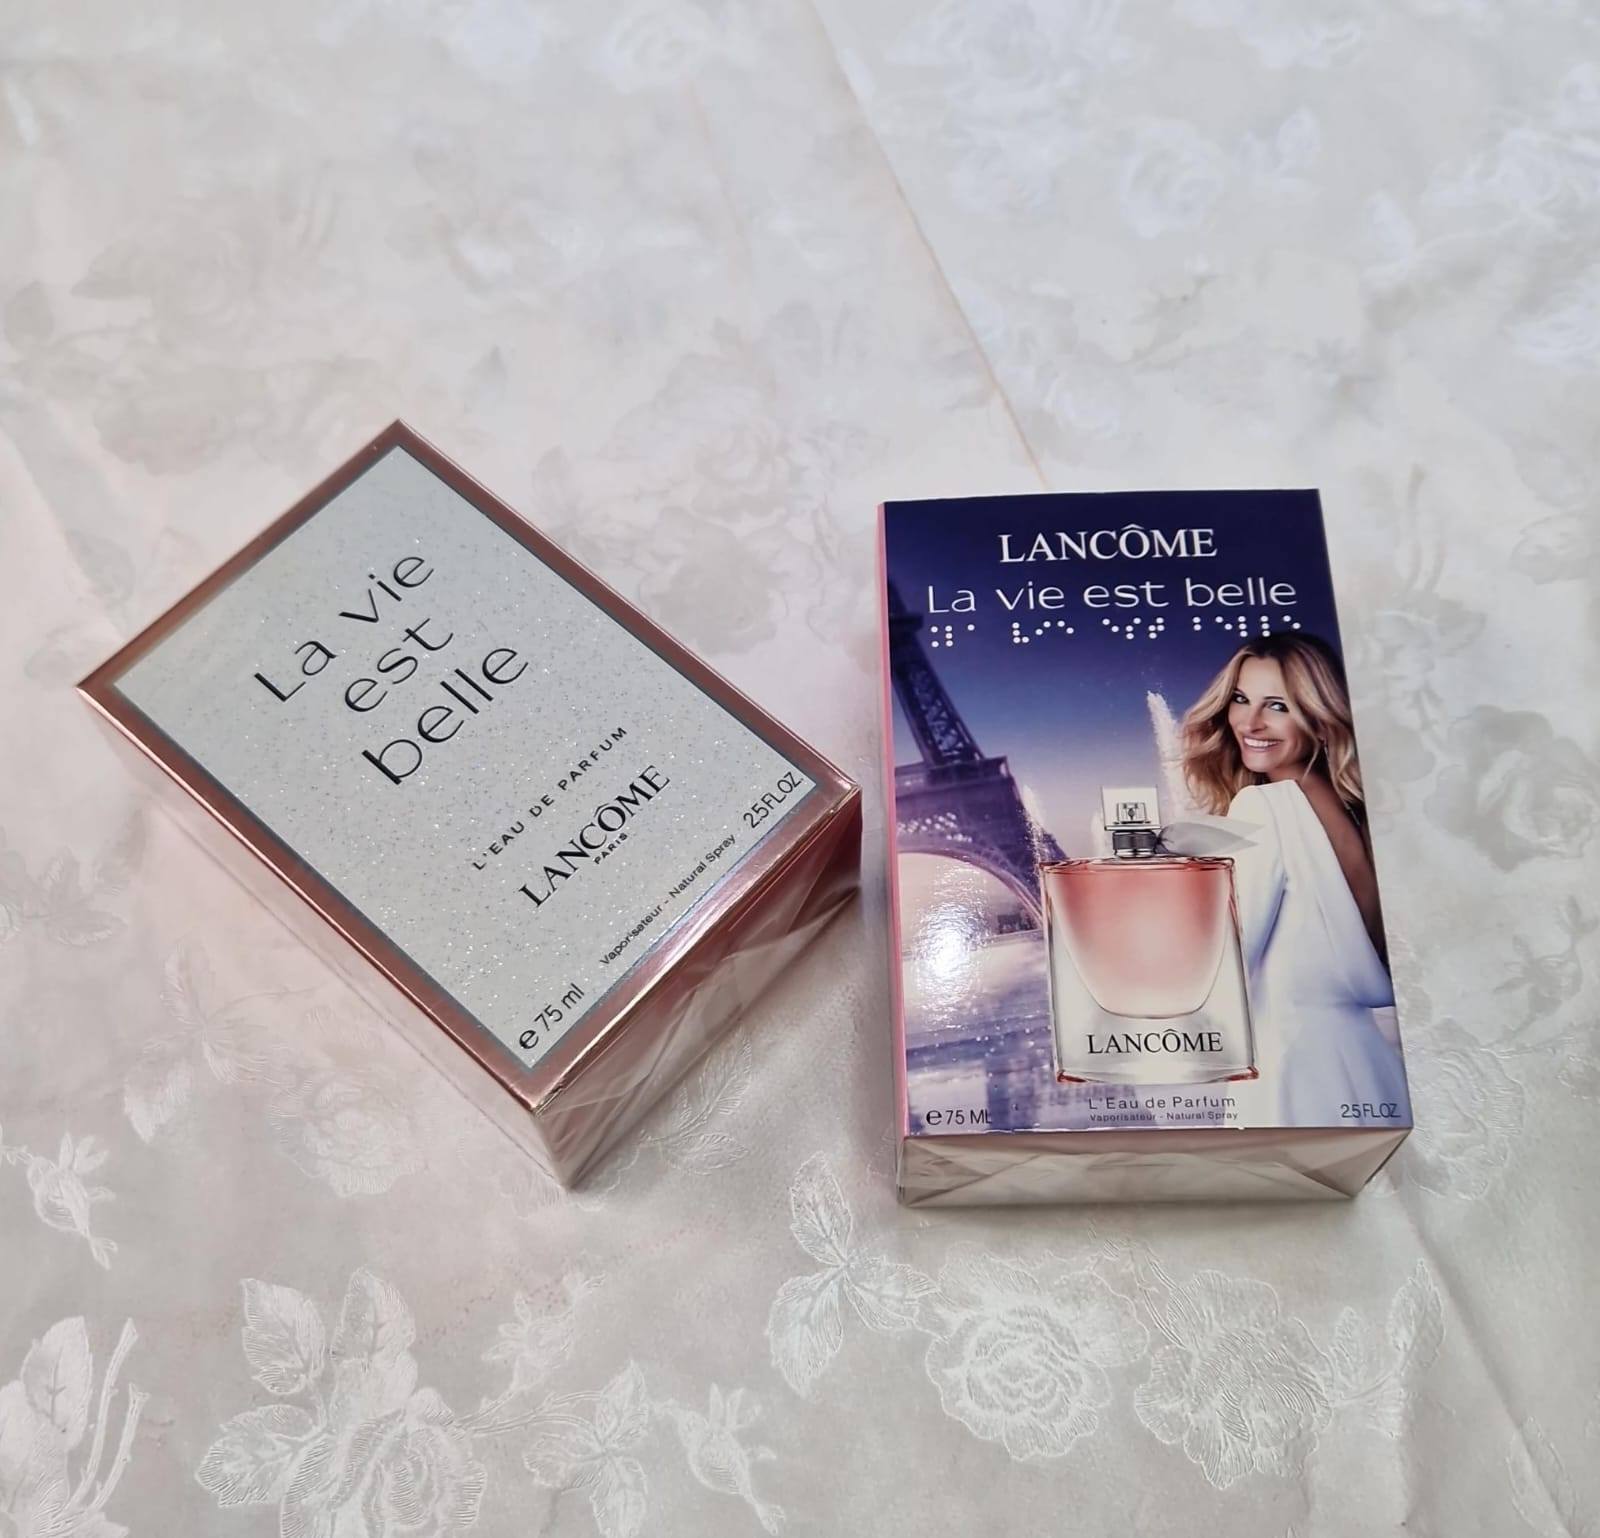 La vie
est
belle
L'EAU DE PARFUM
LANCÔME
PARIS
Vaporisateur - Natural Spray
e 75 ml
2.5 FL.OZ.
LANCÔME
La vie est belle
LANCÔME
L'Eau de Parfum
Vaporisateur - Natural Spray
e 75 ML
2.5 FL.OZ.